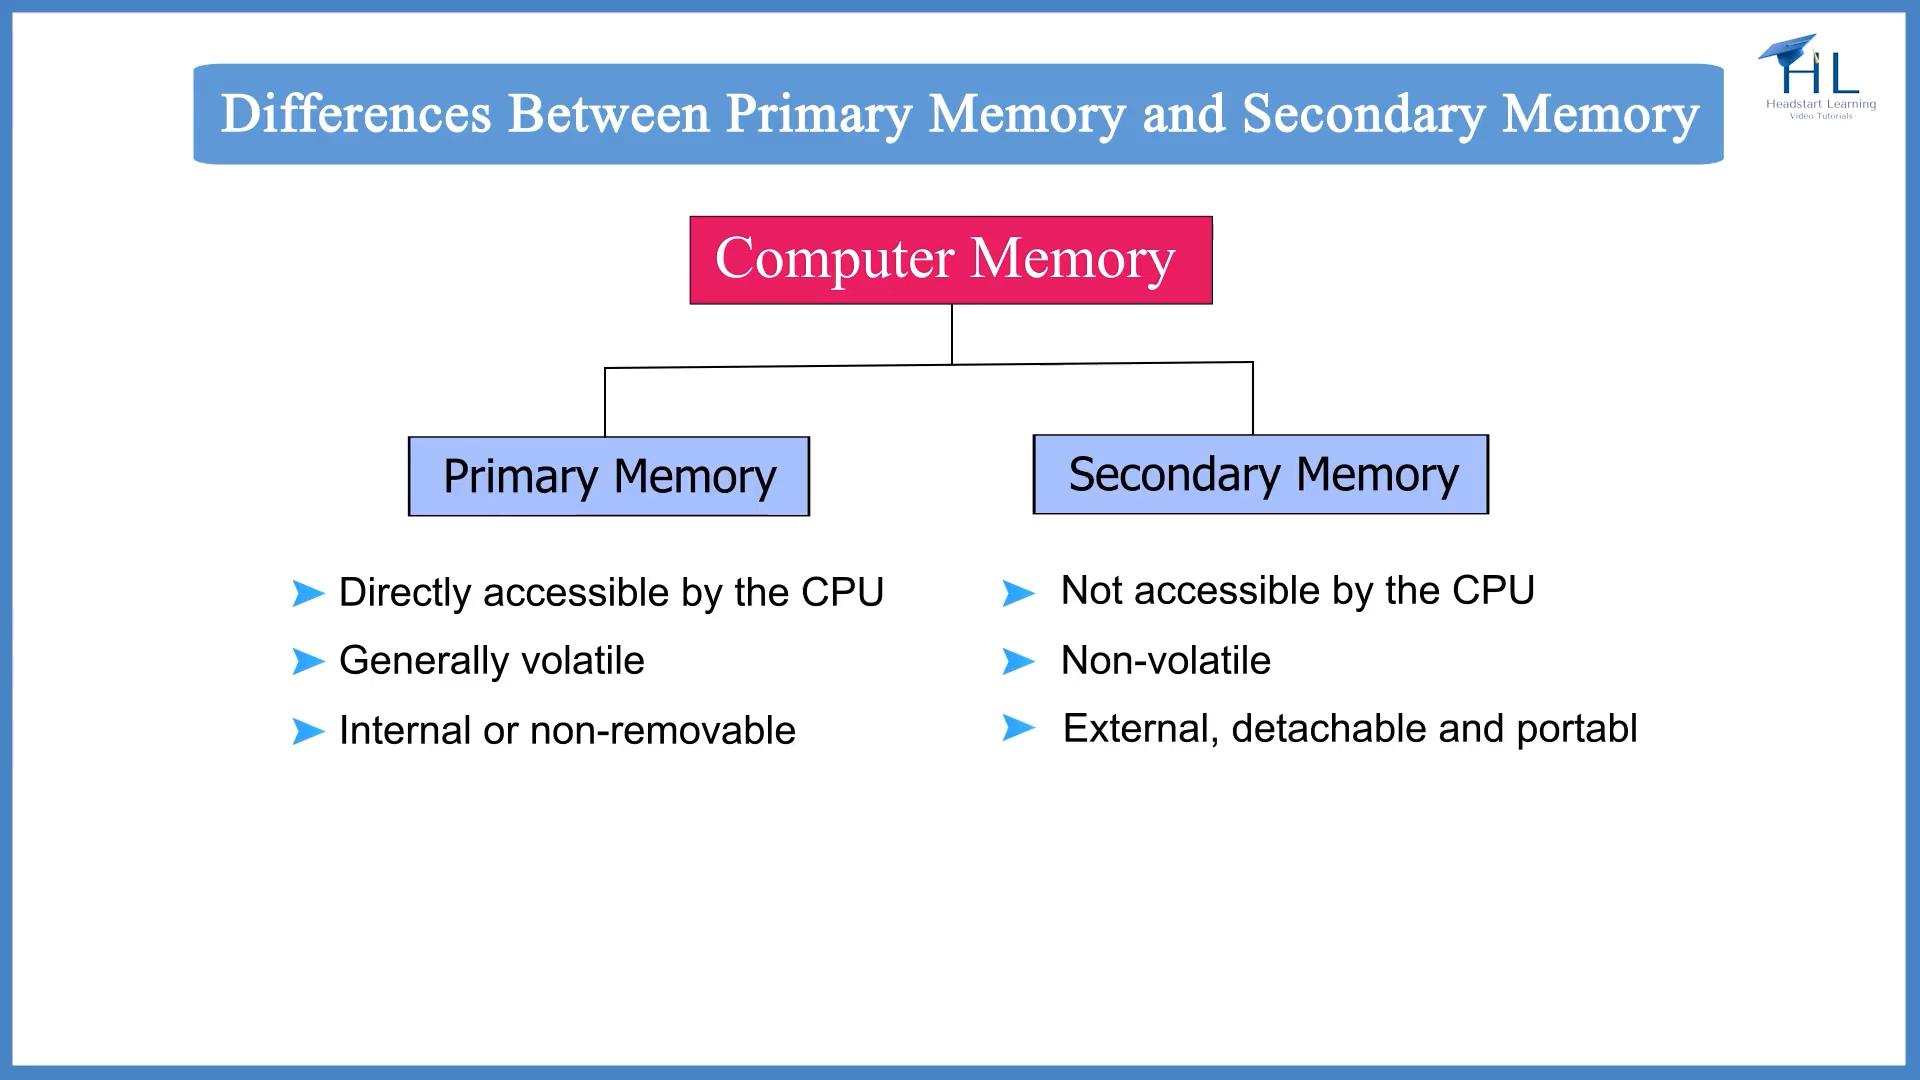 Differences Between Primary Memory and Secondary Memory
HL
Headstart Learning
Video Tutorials
Computer Memory
Primary Memory
Secondary Memory
Directly accessible by the CPU
Generally volatile
Internal or non-removable
Not accessible by the CPU
Non-volatile
External, detachable and portabl